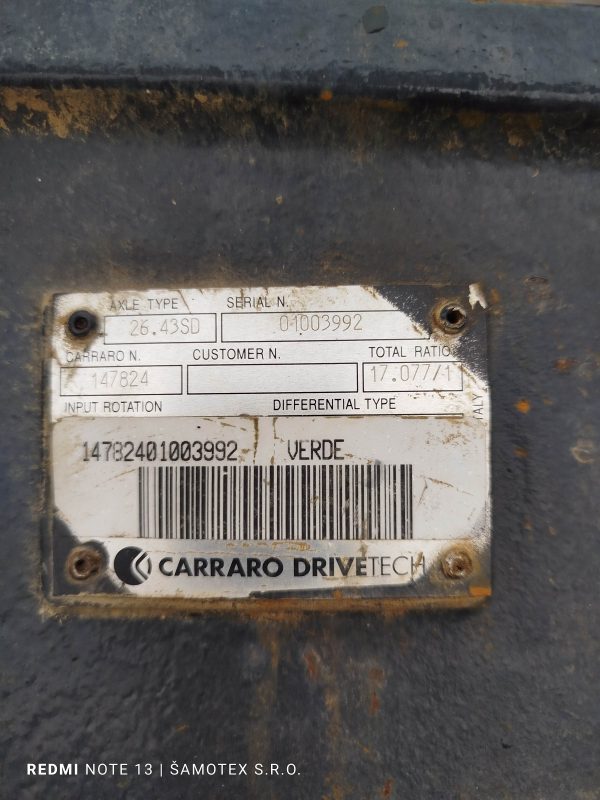 AXLE TYPE SERIAL N.
26.43SD 01003992
CARRARO N. CUSTOMER N. TOTAL RATIO
147824 17.077/1
INPUT ROTATION DIFFERENTIAL TYPE
ITALY
14782401003992 VERDE
CARRARO DRIVETECH
REDMI NOTE 13 | ŠAMOTEX S.R.O.